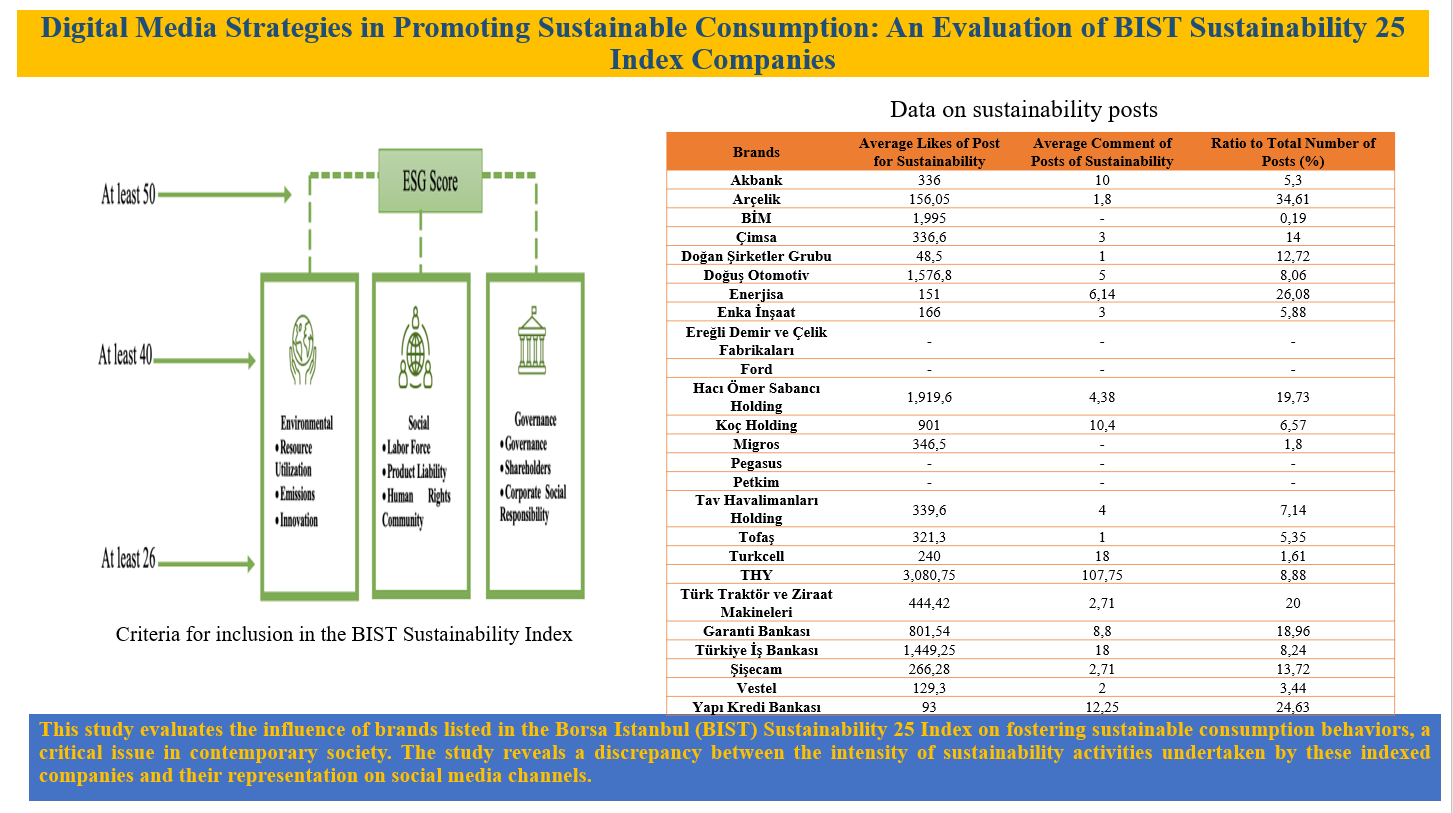 Digital Media Strategies in Promoting Sustainable Consumption: An Evaluation of BIST Sustainability 25
Index Companies
At least 50
ESG Score
At least 40
At least 26
Environmental
• Resource
Utilization
• Emissions
• Innovation
Social
• Labor Force
• Product Liability
• Human Rights
Community
Governance
• Governance
• Shareholders
• Corporate Social
Responsibility
Criteria for inclusion in the BIST Sustainability Index
Data on sustainability posts
Brands | Average Likes of Post for Sustainability | Average Comment of Posts of Sustainability | Ratio to Total Number of Posts (%)
Akbank 336 10 5,3
Arçelik 156,05 1,8 34,61
BİM 1,995 - 0,19
Çimsa 336,6 3 14
Doğan Şirketler Grubu 48,5 1 12,72
Doğuş Otomotiv 1,576,8 5 8,06
Enerjisa 151 6,14 26,08
Enka İnşaat 166 3 5,88
Ereğli Demir ve Çelik
Fabrikaları - - -
Ford - - -
Hacı Ömer Sabancı
Holding 1,919,6 4,38 19,73
Koç Holding 901 10,4 6,57
Migros 346,5 - 1,8
Pegasus - - -
Petkim - - -
Tav Havalimanları
Holding 339,6 4 7,14
Tofaş 321,3 1 5,35
Turkcell 240 18 1,61
THY 3,080,75 107,75 8,88
Türk Traktör ve Ziraat
Makineleri 444,42 2,71 20
Garanti Bankası 801,54 8,8 18,96
Türkiye İş Bankası 1,449,25 18 8,24
Şişecam 266,28 2,71 13,72
Vestel 129,3 2 3,44
Yapı Kredi Bankası 93 12,25 24,63
This study evaluates the influence of brands listed in the Borsa Istanbul (BIST) Sustainability 25 Index on fostering sustainable consumption behaviors, a
critical issue in contemporary society. The study reveals a discrepancy between the intensity of sustainability activities undertaken by these indexed
companies and their representation on social media channels.